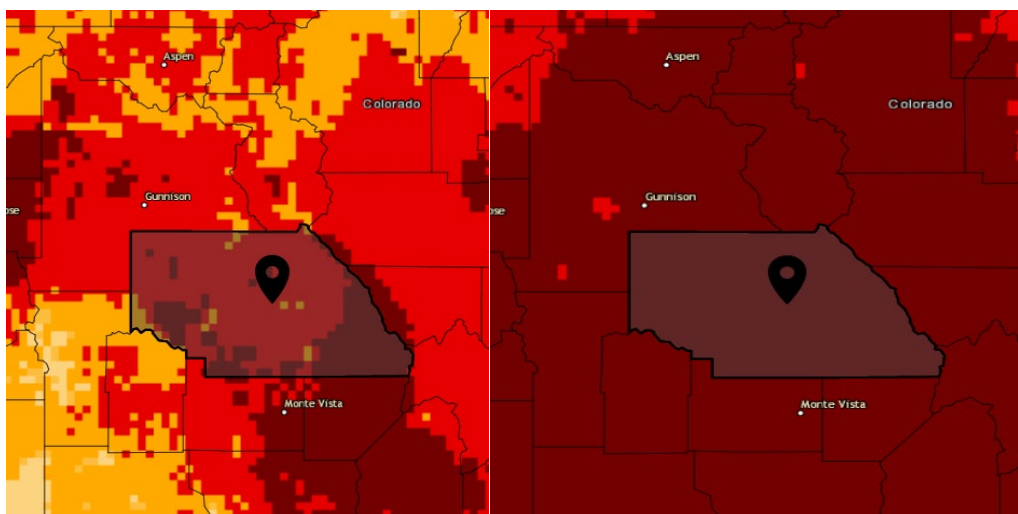 Aspen
Colorado
Gunnison
ose
Monte Vista
Aspen
Colorado
Gunnison
ose
Monte Vista